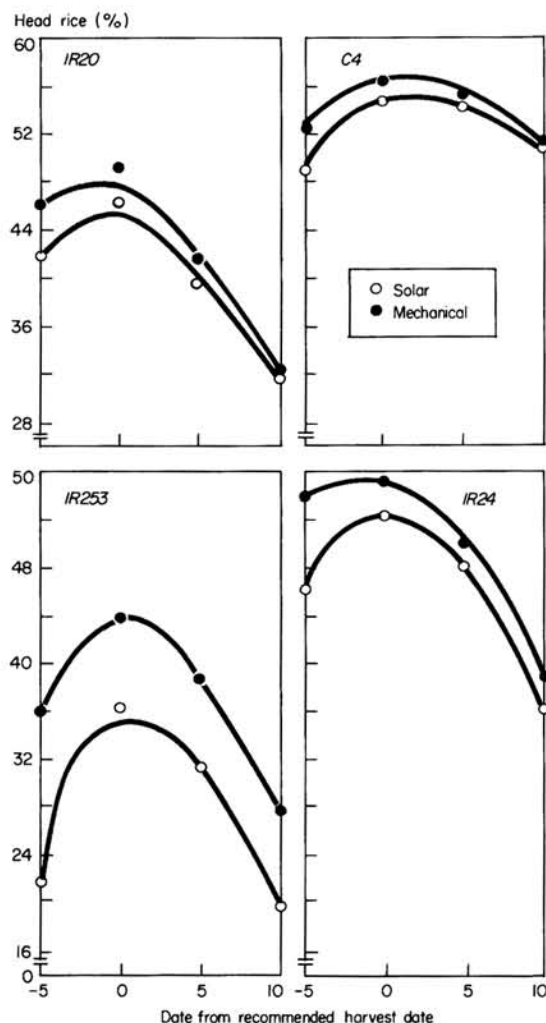 Head rice (%)
60
IR20
C4
52
44
36
28
Solar
Mechanical
50
IR253
IR24
48
40
32
24
16
0
-5
0
5
10
-5
0
5
10
Date from recommended harvest date